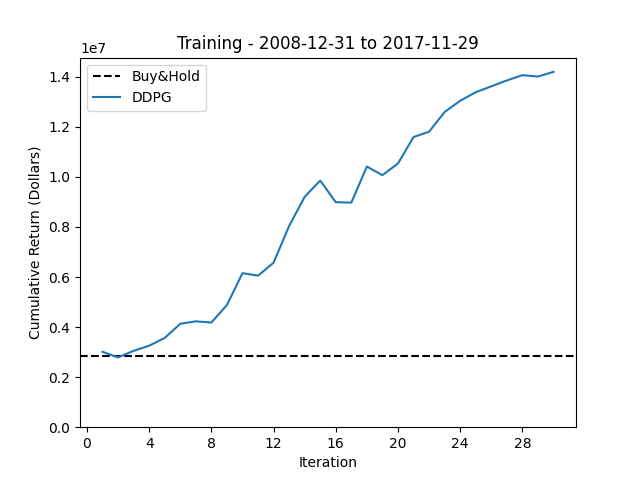 Training - 2008-12-31 to 2017-11-29
1e7
Buy&Hold
DDPG
1.4
1.2
1.0
0.8
0.6
0.4
0.2
0.0
Cumulative Return (Dollars)
0 4 8 12 16 20 24 28
Iteration